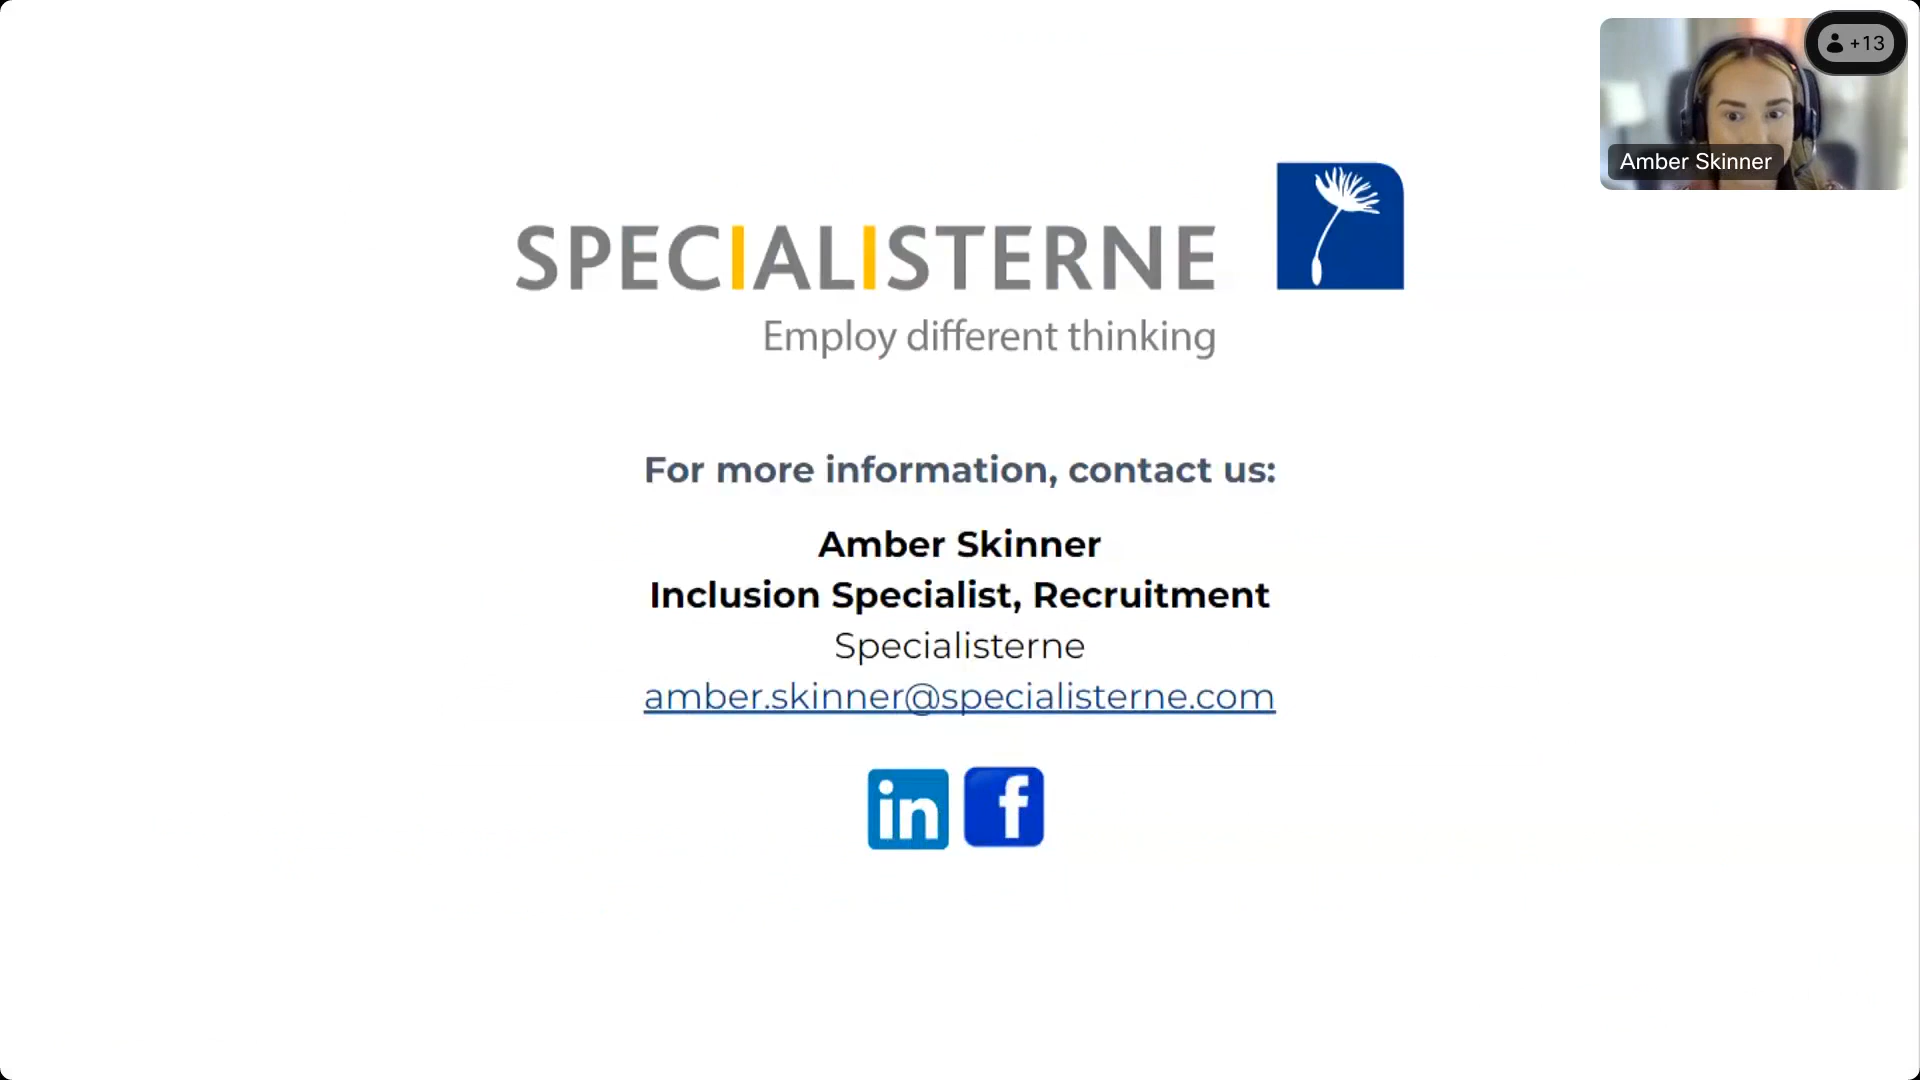 +13
Amber Skinner
SPECIALISTERNE
Employ different thinking
For more information, contact us:
Amber Skinner
Inclusion Specialist, Recruitment
Specialisterne
amber.skinner@specialisterne.com
in f